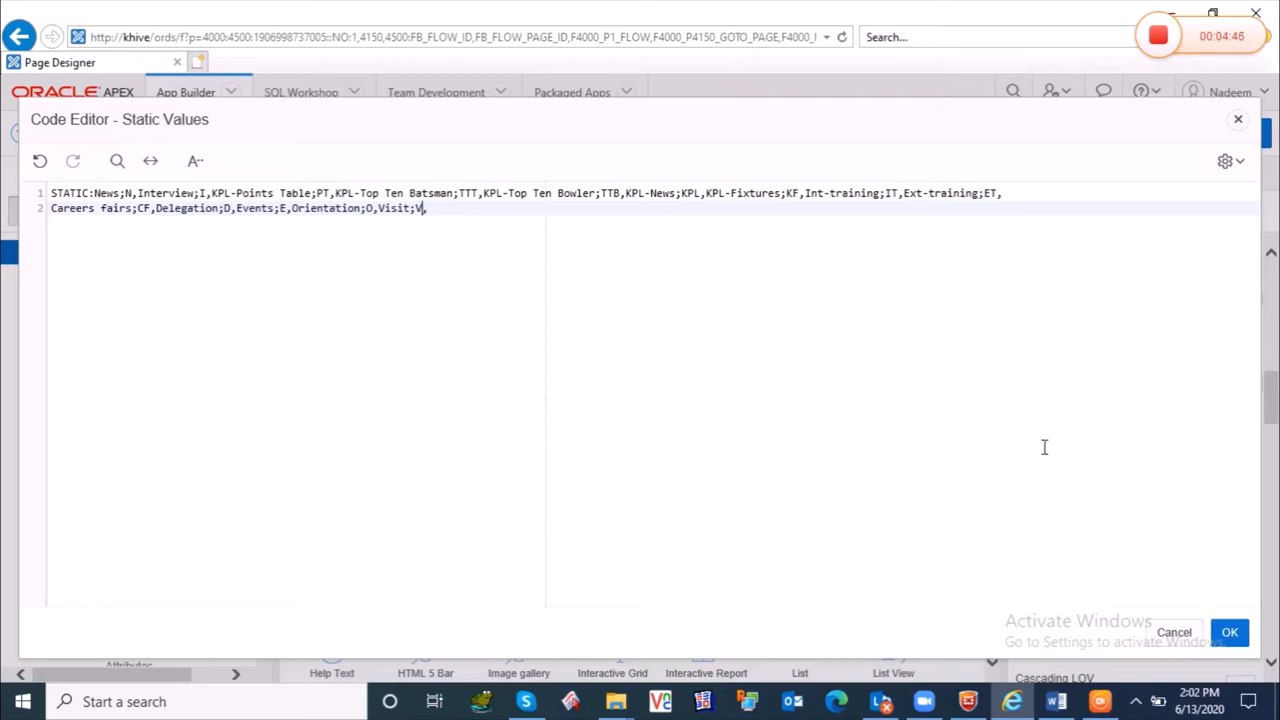 http://khive/ords/f?p=4000:4500:1906998737005::NO:1,4150,4500:FB_FLOW_ID,FB_FLOW_PAGE_ID,F4000_P1_FLOW,F4000_P4150_GOTO_PAGE,F4000_I
Search...
00:04:46
Page Designer
ORACLE APEX
App Builder
SQL Workshop
Team Development
Packaged Apps
Nadeem
Code Editor - Static Values
1 STATIC:News;N,Interview;I,KPL-Points Table;PT,KPL-Top Ten Batsman;TTT,KPL-Top Ten Bowler;TTB,KPL-News;KPL,KPL-Fixtures;KF,Int-training;IT,Ext-training;ET,
2 Careers fairs;CF,Delegation;D,Events;E,Orientation;O,Visit;V,
Activate Windows
Go to Settings to activate Windows.
Cancel
OK
Attributes
Help Text
HTML 5 Bar
Image gallery
Interactive Grid
Interactive Report
List
List View
Cascading LOV
Start a search
2:02 PM
6/13/2020